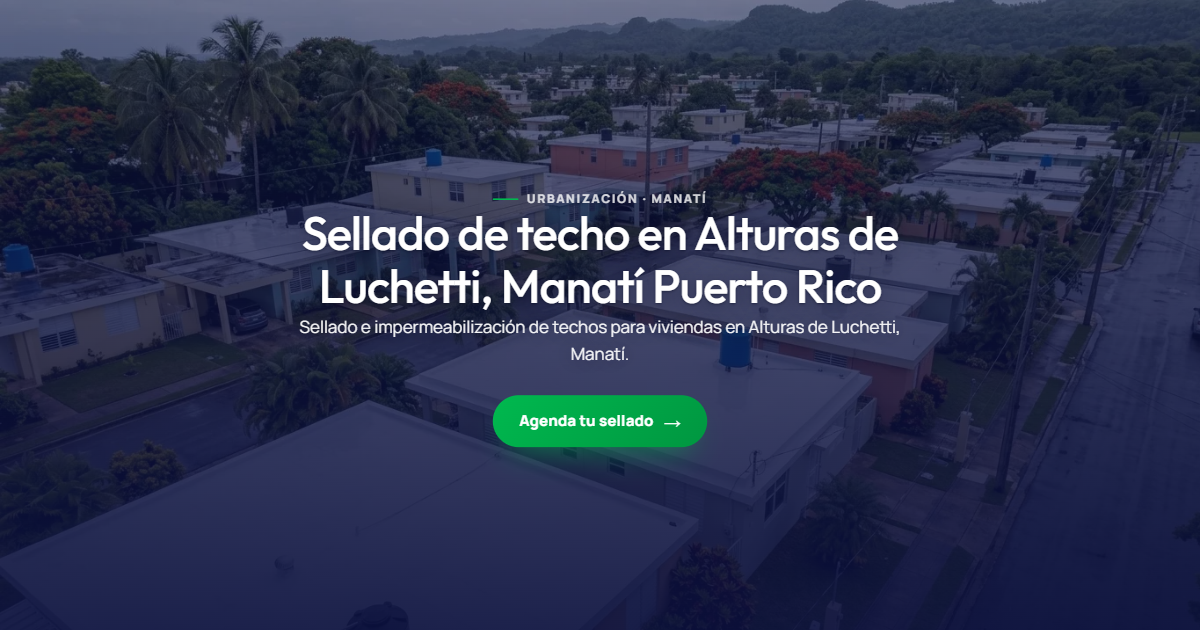 URBANIZACIÓN · MANATÍ
Sellado de techo en Alturas de
Luchetti, Manatí Puerto Rico
Sellado e impermeabilización de techos para viviendas en Alturas de Luchetti,
Manatí.
Agenda tu sellado →